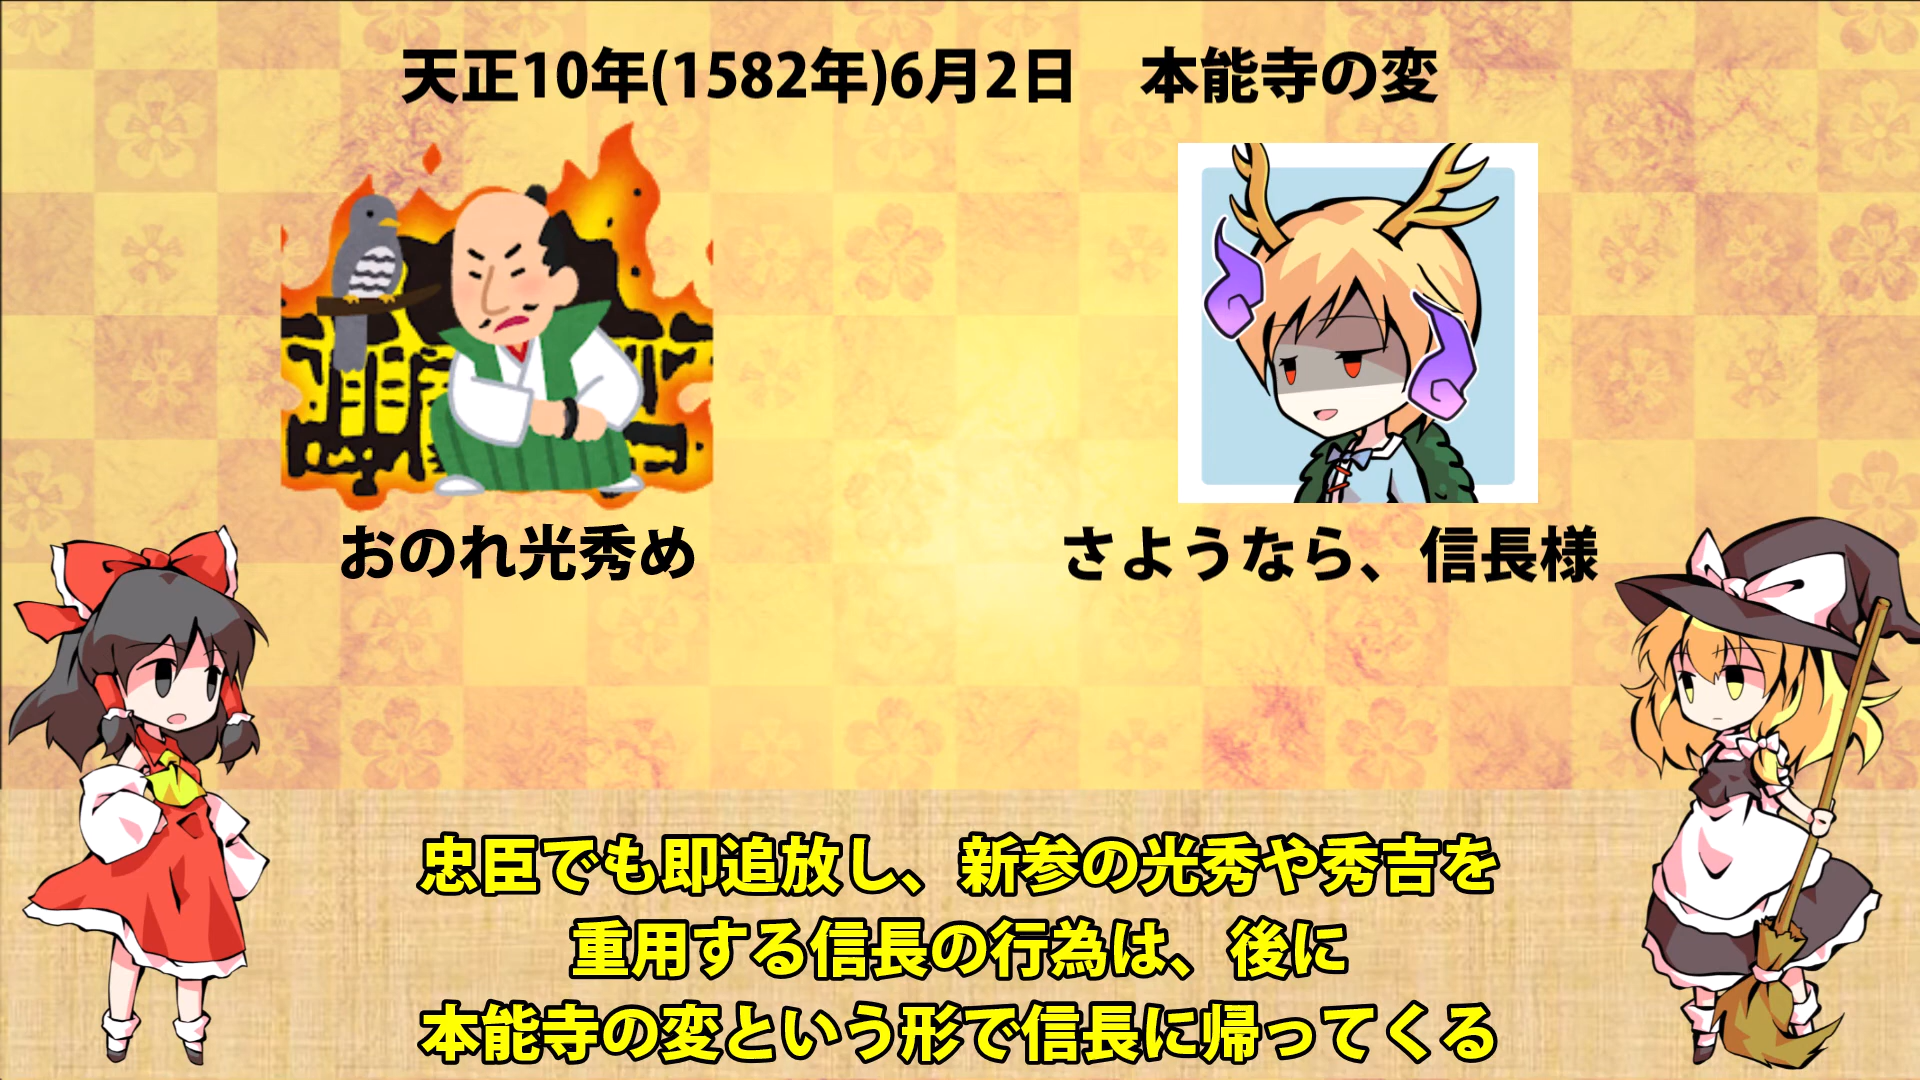 天正10年(1582年)6月2日　本能寺の変
おのれ光秀め
さようなら、信長様
忠臣でも即追放し、新参の光秀や秀吉を
重用する信長の行為は、後に
本能寺の変という形で信長に帰ってくる